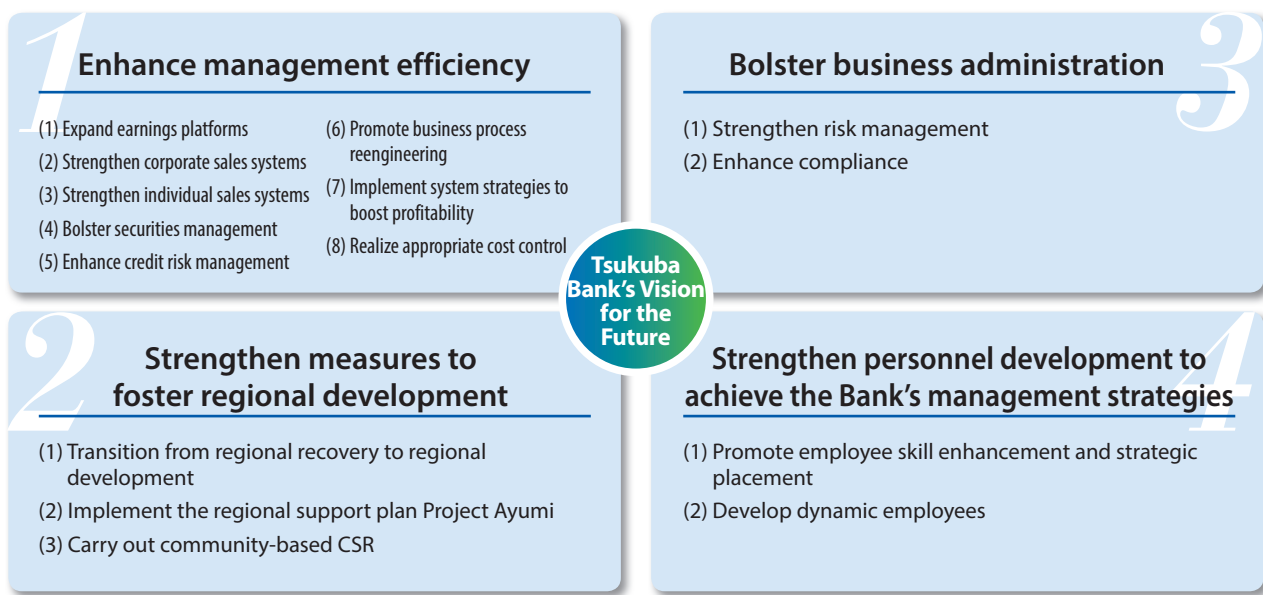 1
Enhance management efficiency
(1) Expand earnings platforms
(2) Strengthen corporate sales systems
(3) Strengthen individual sales systems
(4) Bolster securities management
(5) Enhance credit risk management
(6) Promote business process
reengineering
(7) Implement system strategies to
boost profitability
(8) Realize appropriate cost control
2
Strengthen measures to
foster regional development
(1) Transition from regional recovery to regional
development
(2) Implement the regional support plan Project Ayumi
(3) Carry out community-based CSR
3
Bolster business administration
(1) Strengthen risk management
(2) Enhance compliance
4
Strengthen personnel development to
achieve the Bank's management strategies
(1) Promote employee skill enhancement and strategic
placement
(2) Develop dynamic employees
Tsukuba
Bank's Vision
for the
Future